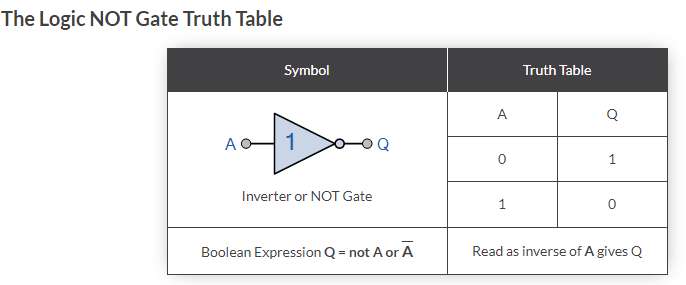 The Logic NOT Gate Truth Table
Symbol Truth Table
A Q
A 1 Q
0 1
Inverter or NOT Gate
1 0
Boolean Expression Q = not A or A̅ Read as inverse of A gives Q